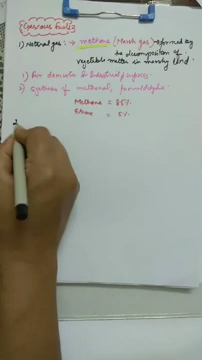 Gaseous Fuels
1) Natural gas: → methane (Marsh gas) → formed by
the decomposition of
vegetable matter in marshy land.
1) For domestic & Industrial purposes.
2) Synthesis of methanol, formaldehyde
Methane = 85%
Ethane = 5%
2